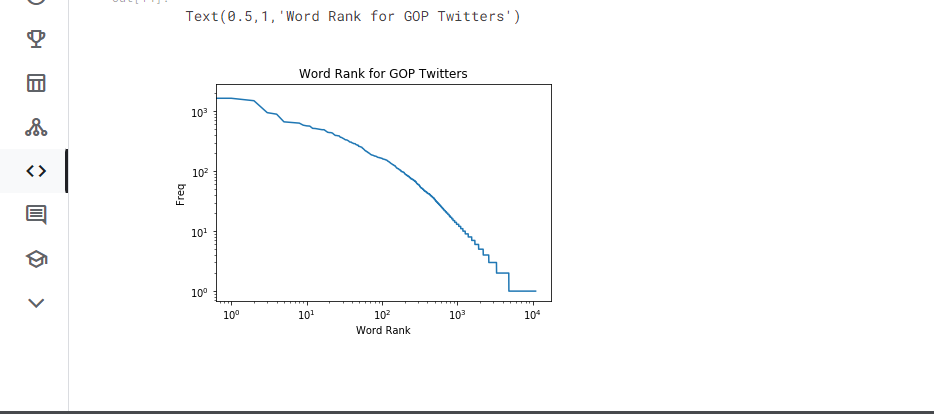 Text(0.5,1,'Word Rank for GOP Twitters')
Word Rank for GOP Twitters
10³
10²
10¹
10⁰
Freq
10⁰ 10¹ 10² 10³ 10⁴
Word Rank